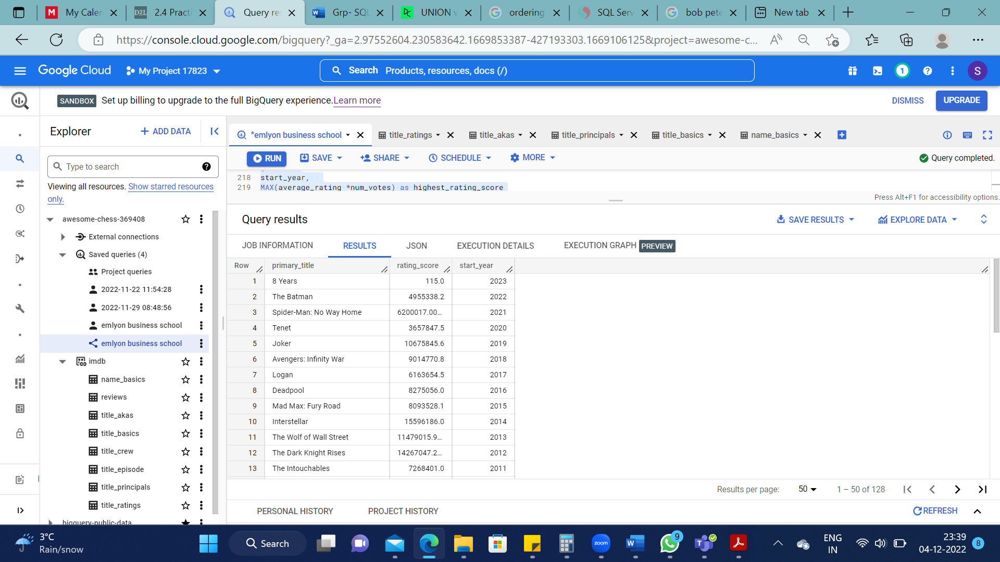 My Caler
D2L 2.4 Practi
Query re
Grp- SQL
UNION v
ordering
SQL Serv
bob pete
New tab
https://console.cloud.google.com/bigquery?_ga=2.97552604.230583642.1669853387-427193303.1669106125&project=awesome-c...
Google Cloud
My Project 17823
Search Products, resources, docs (/)
1
S
SANDBOX Set up billing to upgrade to the full BigQuery experience. Learn more
DISMISS
UPGRADE
Explorer
+ ADD DATA
*emlyon business school
title_ratings
title_akas
title_principals
title_basics
name_basics
RUN
SAVE
SHARE
SCHEDULE
MORE
Query completed.
Type to search
Viewing all resources. Show starred resources
only.
218 start_year,
219 MAX(average_rating *num_votes) as highest_rating_score
Press Alt+F1 for accessibility options.
awesome-chess-369408
External connections
Saved queries (4)
Project queries
2022-11-22 11:54:28
2022-11-29 08:48:56
emlyon business school
emlyon business school
imdb
name_basics
reviews
title_akas
title_basics
title_crew
title_episode
title_principals
title_ratings
bigquery-public-data
Query results
SAVE RESULTS
EXPLORE DATA
JOB INFORMATION
RESULTS
JSON
EXECUTION DETAILS
EXECUTION GRAPH PREVIEW
Row primary_title rating_score start_year
1 8 Years 115.0 2023
2 The Batman 4955338.2 2022
3 Spider-Man: No Way Home 6200017.00... 2021
4 Tenet 3657847.5 2020
5 Joker 10675845.6 2019
6 Avengers: Infinity War 9014770.8 2018
7 Logan 6163654.5 2017
8 Deadpool 8275056.0 2016
9 Mad Max: Fury Road 8093528.1 2015
10 Interstellar 15596186.0 2014
11 The Wolf of Wall Street 11479015.9... 2013
12 The Dark Knight Rises 14267047.2... 2012
13 The Intouchables 7268401.0 2011
Results per page: 50 1 – 50 of 128
PERSONAL HISTORY
PROJECT HISTORY
REFRESH
3°C
Rain/snow
Search
zoom
9
ENG
IN
23:39
04-12-2022
8